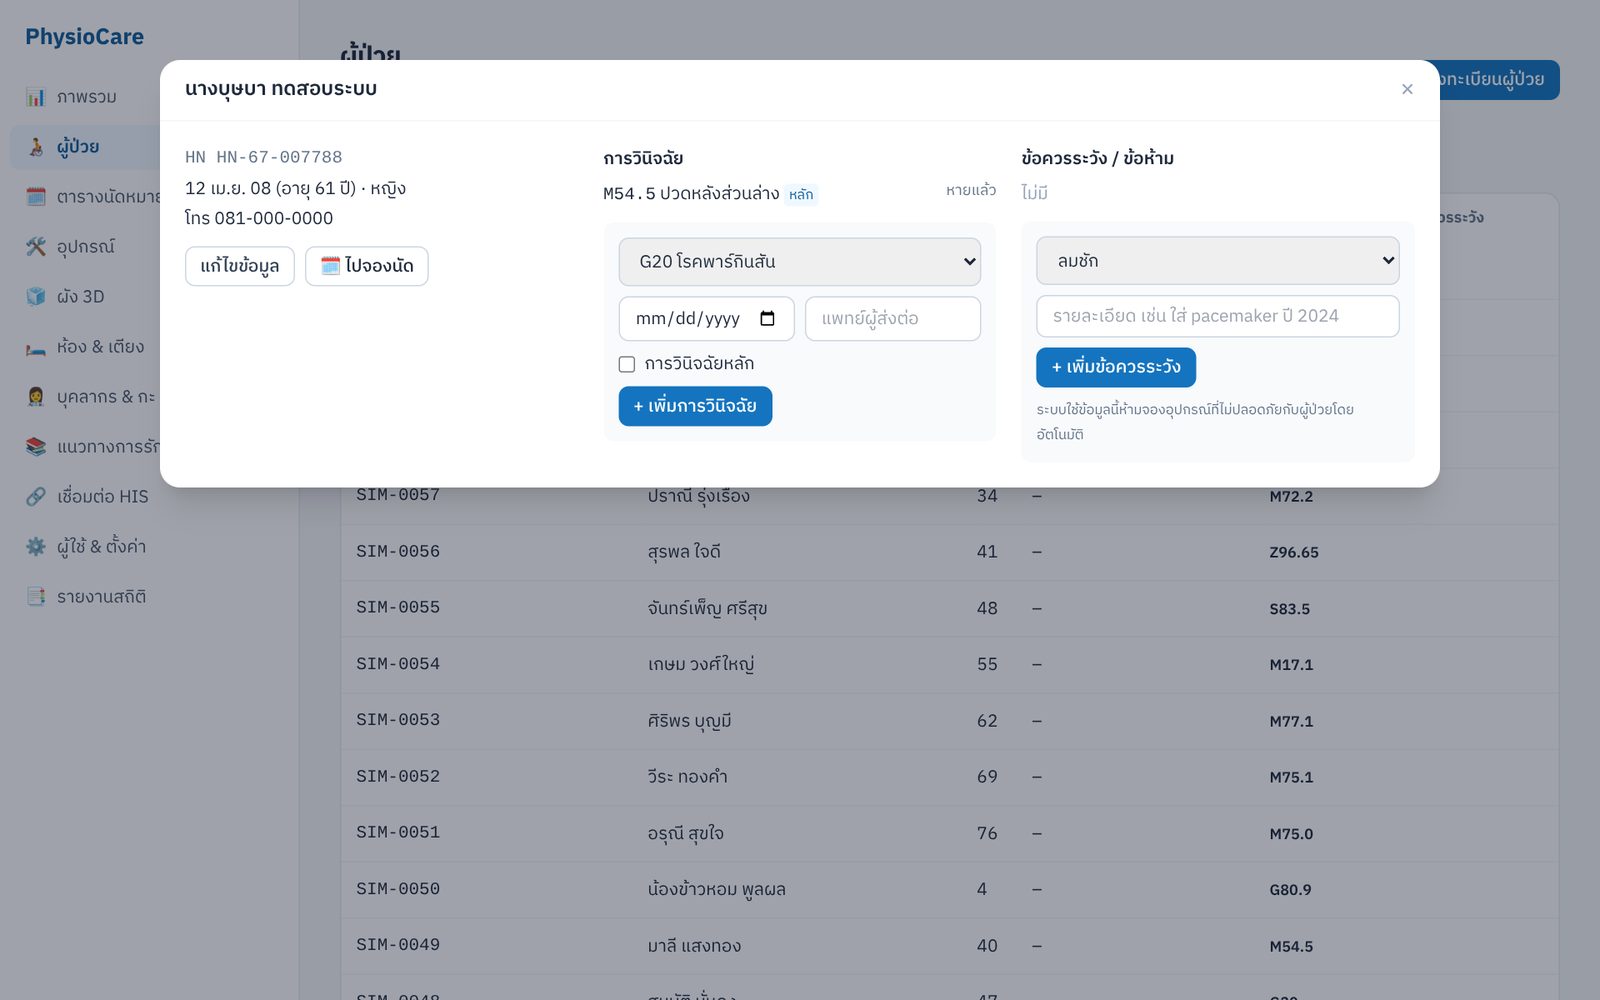 PhysioCare
ภาพรวม
ผู้ป่วย
ตารางนัดหมาย
อุปกรณ์
ผัง 3D
ห้อง & เตียง
บุคลากร & กะ
แนวทางการรัก
เชื่อมต่อ HIS
ผู้ใช้ & ตั้งค่า
รายงานสถิติ
ผู้ป่วย
งทะเบียนผู้ป่วย
นางบุษบา ทดสอบระบบ
×
HN HN-67-007788
12 เม.ย. 08 (อายุ 61 ปี) · หญิง
โทร 081-000-0000
แก้ไขข้อมูล
🗓️ ไปจองนัด
การวินิจฉัย
M54.5 ปวดหลังส่วนล่าง หลัก
หายแล้ว
G20 โรคพาร์กินสัน
mm/dd/yyyy
แพทย์ผู้ส่งต่อ
การวินิจฉัยหลัก
+ เพิ่มการวินิจฉัย
ข้อควรระวัง / ข้อห้าม
ไม่มี
ลมชัก
รายละเอียด เช่น ใส่ pacemaker ปี 2024
+ เพิ่มข้อควรระวัง
ระบบใช้ข้อมูลนี้ห้ามจองอุปกรณ์ที่ไม่ปลอดภัยกับผู้ป่วยโดย
อัตโนมัติ
วรระวัง
SIM-0057 ปราณี รุ่งเรือง 34 – M72.2
SIM-0056 สุรพล ใจดี 41 – Z96.65
SIM-0055 จันทร์เพ็ญ ศรีสุข 48 – S83.5
SIM-0054 เกษม วงศ์ใหญ่ 55 – M17.1
SIM-0053 ศิริพร บุญมี 62 – M77.1
SIM-0052 วีระ ทองคำ 69 – M75.1
SIM-0051 อรุณี สุขใจ 76 – M75.0
SIM-0050 น้องข้าวหอม พูลผล 4 – G80.9
SIM-0049 มาลี แสงทอง 40 – M54.5
SIM-0048